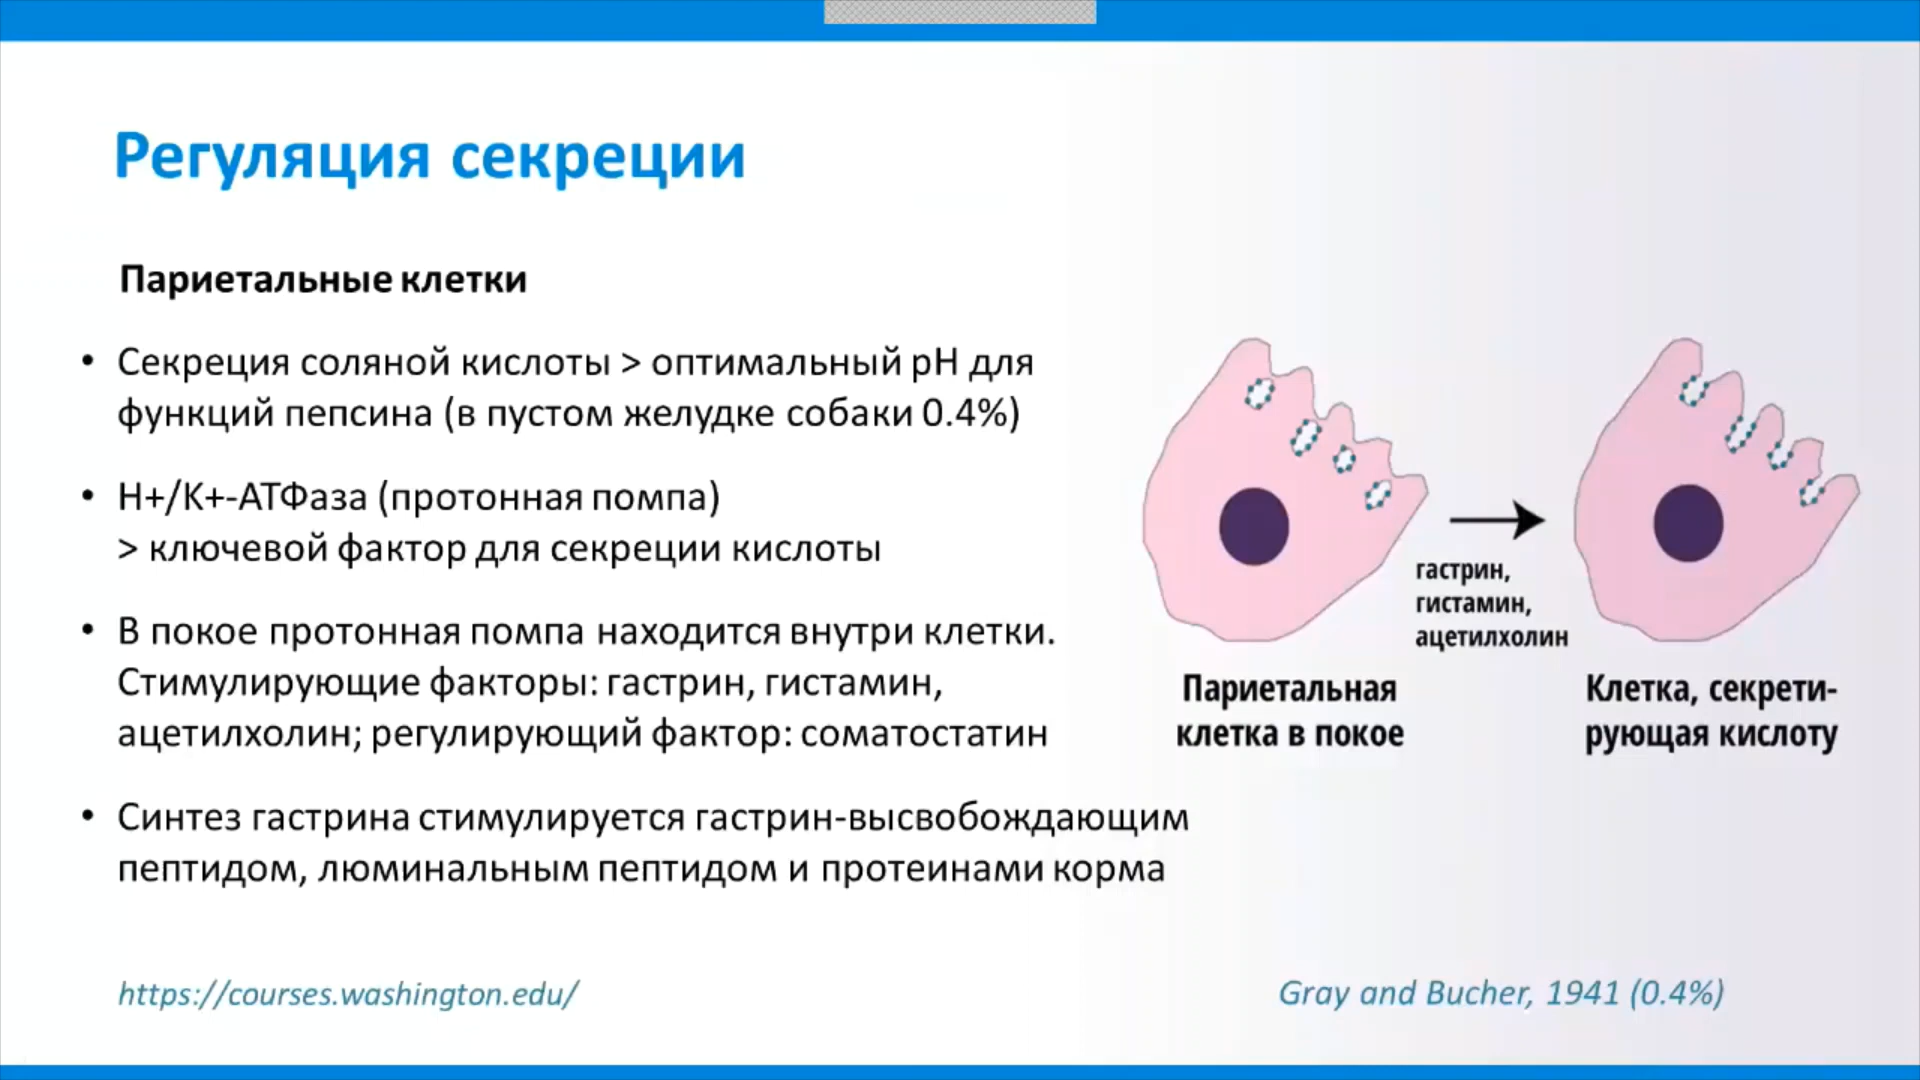 Регуляция секреции
Париетальные клетки
• Секреция соляной кислоты > оптимальный pH для
функций пепсина (в пустом желудке собаки 0.4%)
• H+/K+-АТФаза (протонная помпа)
> ключевой фактор для секреции кислоты
• В покое протонная помпа находится внутри клетки.
Стимулирующие факторы: гастрин, гистамин,
ацетилхолин; регулирующий фактор: соматостатин
• Синтез гастрина стимулируется гастрин-высвобождающим
пептидом, люминальным пептидом и протеинами корма
гастрин,
гистамин,
ацетилхолин
Париетальная
клетка в покое
Клетка, секрети-
рующая кислоту
https://courses.washington.edu/
Gray and Bucher, 1941 (0.4%)